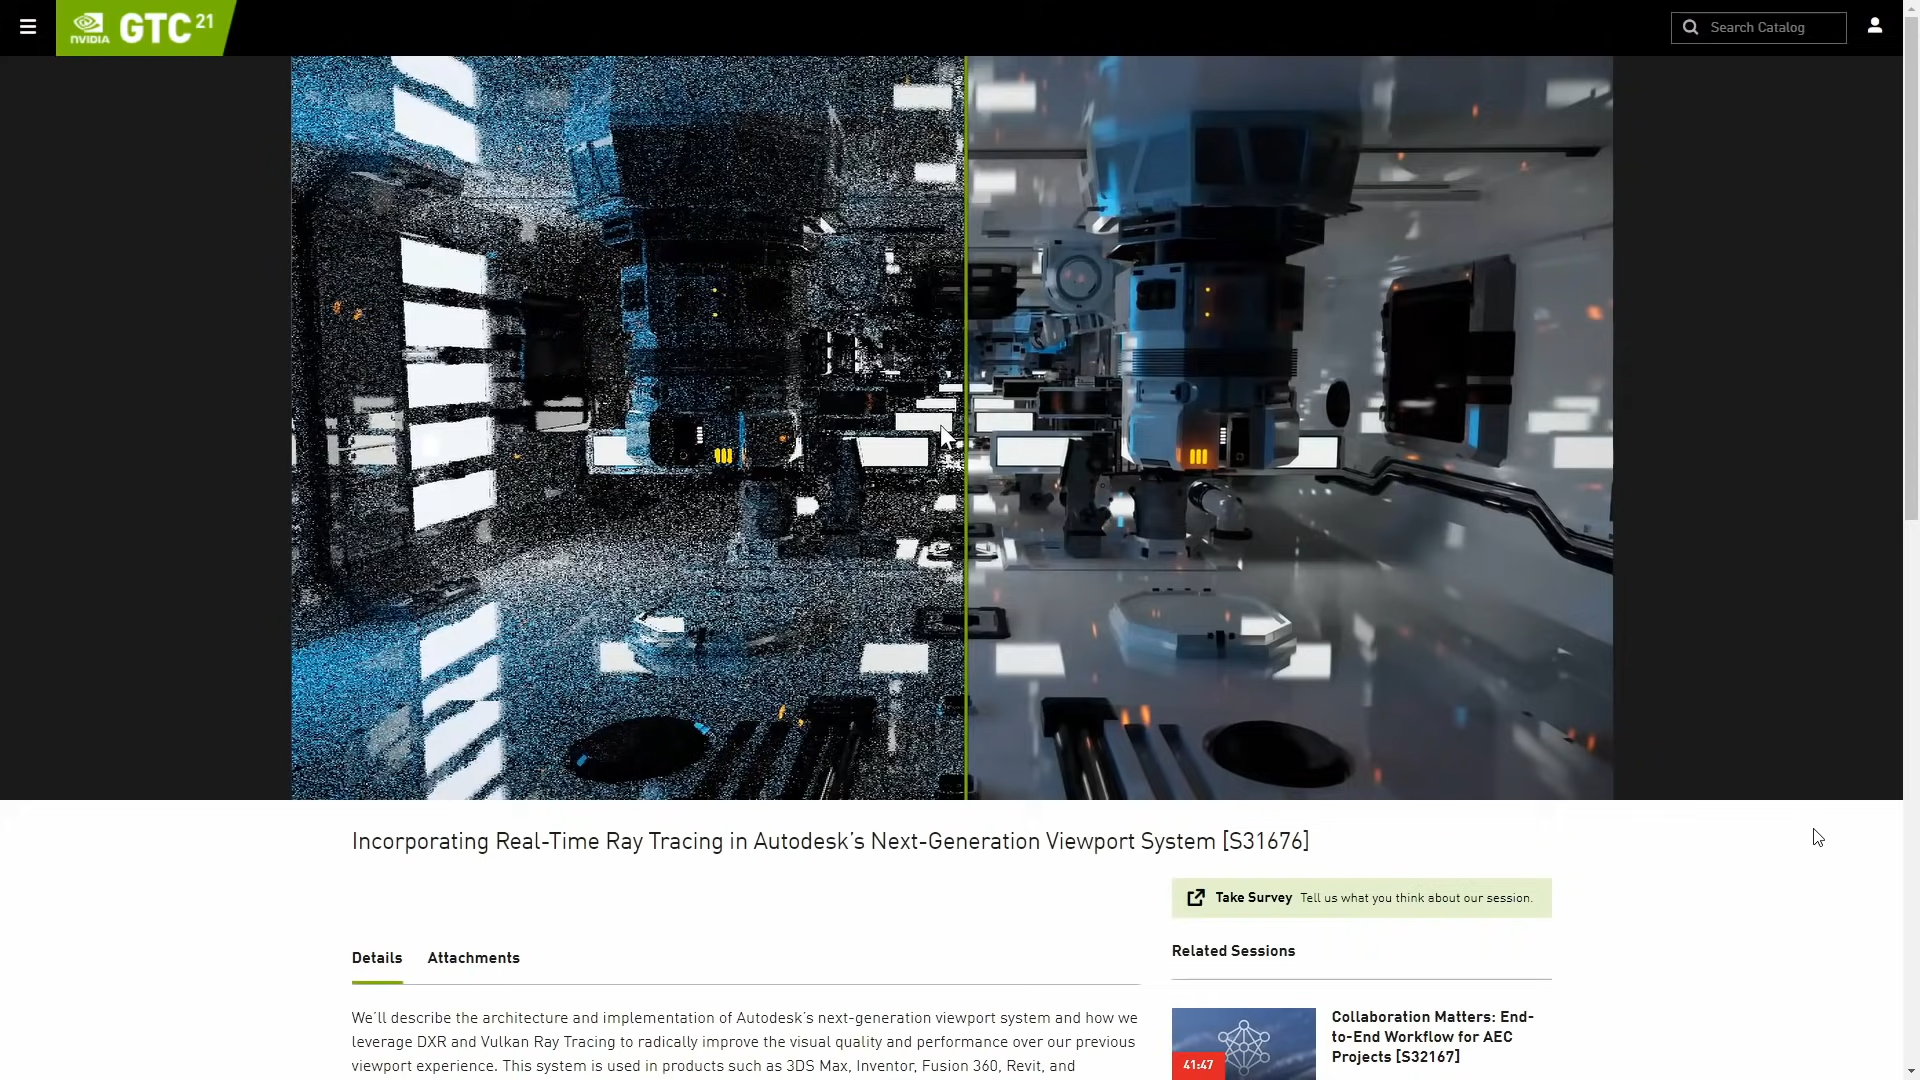 NVIDIA GTC 21
Search Catalog
Incorporating Real-Time Ray Tracing in Autodesk’s Next-Generation Viewport System [S31676]
Take Survey Tell us what you think about our session.
Details Attachments
Related Sessions
We’ll describe the architecture and implementation of Autodesk’s next-generation viewport system and how we
leverage DXR and Vulkan Ray Tracing to radically improve the visual quality and performance over our previous
viewport experience. This system is used in products such as 3DS Max, Inventor, Fusion 360, Revit, and
Collaboration Matters: End-
to-End Workflow for AEC
Projects [S32167]
41:47